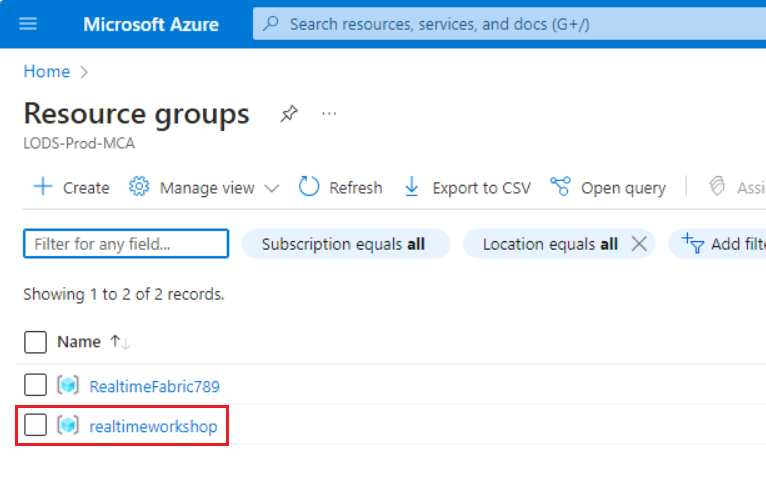 Microsoft Azure
Search resources, services, and docs (G+/)
Home
Resource groups
LODS-Prod-MCA
Create
Manage view
Refresh
Export to CSV
Open query
Assi
Filter for any field...
Subscription equals all
Location equals all
Add filte
Showing 1 to 2 of 2 records.
Name
RealtimeFabric789
realtimeworkshop